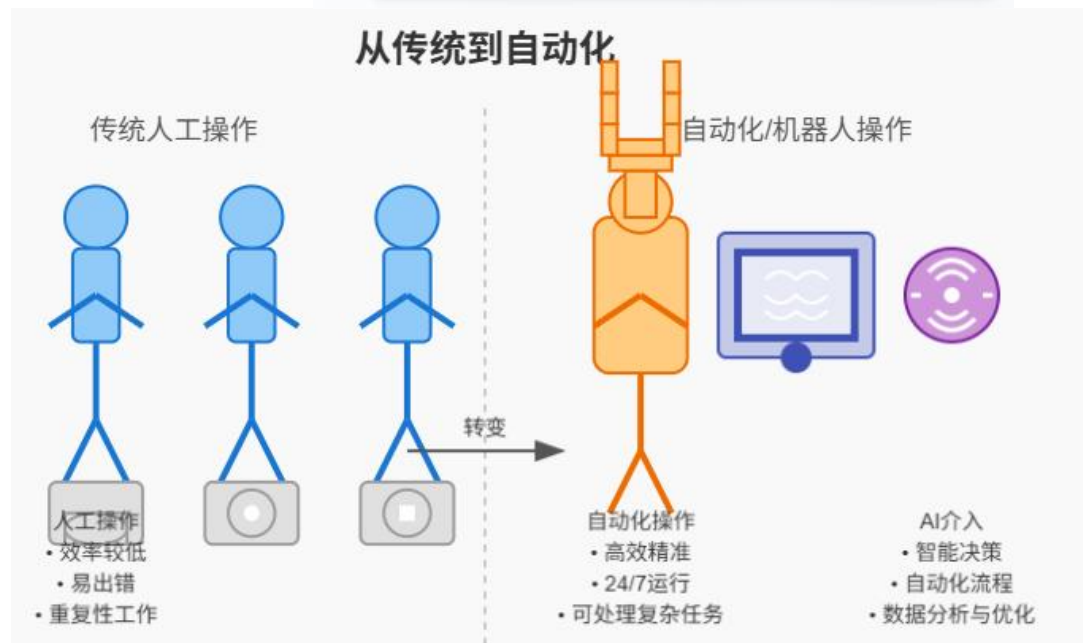 从传统到自动化
传统人工操作
自动化/机器人操作
转变
人工操作
• 效率较低
• 易出错
• 重复性工作
自动化操作
• 高效精准
• 24/7运行
• 可处理复杂任务
AI介入
• 智能决策
• 自动化流程
• 数据分析与优化